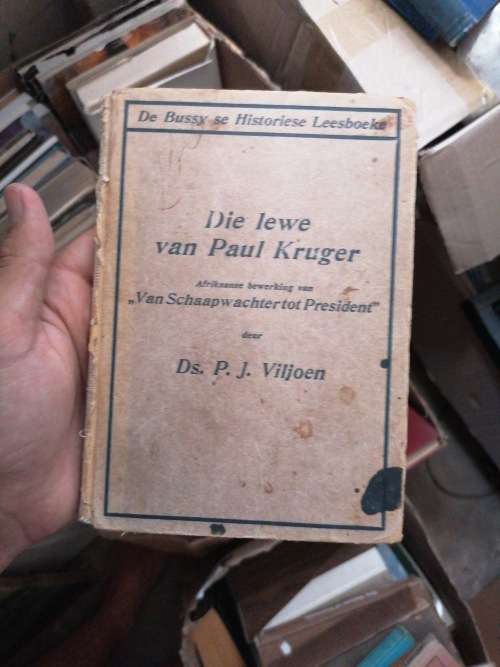 De Bussy se Historiese Leesboeke
Die lewe
van Paul Kruger
Afrikaanse bewerking van
„Van Schaapwachter tot President”
deur
Ds. P. J. Viljoen